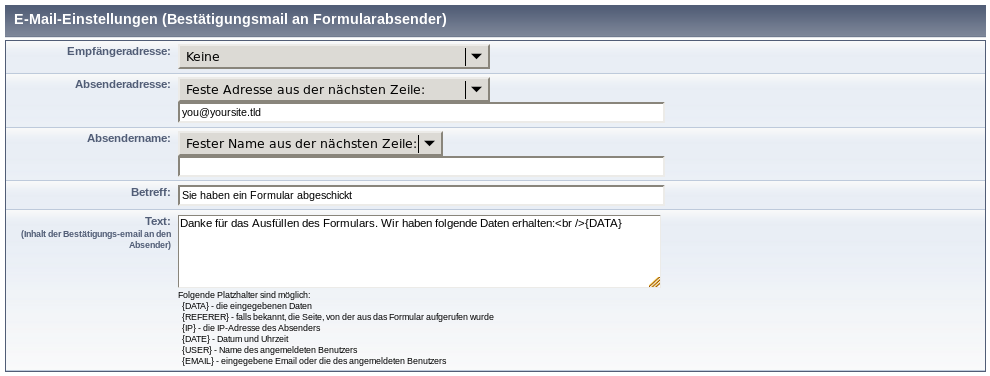 E-Mail-Einstellungen (Bestätigungsmail an Formularabsender)
Empfängeradresse: Keine
Absenderadresse: Feste Adresse aus der nächsten Zeile:
you@yoursite.tld
Absendername: Fester Name aus der nächsten Zeile:
Betreff: Sie haben ein Formular abgeschickt
Text: Danke für das Ausfüllen des Formulars. Wir haben folgende Daten erhalten:<br />{DATA}
(Inhalt der Bestätigungs-email an den
Absender)
Folgende Platzhalter sind möglich:
{DATA} - die eingegebenen Daten
{REFERER} - falls bekannt, die Seite, von der aus das Formular aufgerufen wurde
{IP} - die IP-Adresse des Absenders
{DATE} - Datum und Uhrzeit
{USER} - Name des angemeldeten Benutzers
{EMAIL} - eingegebene Email oder die des angemeldeten Benutzers